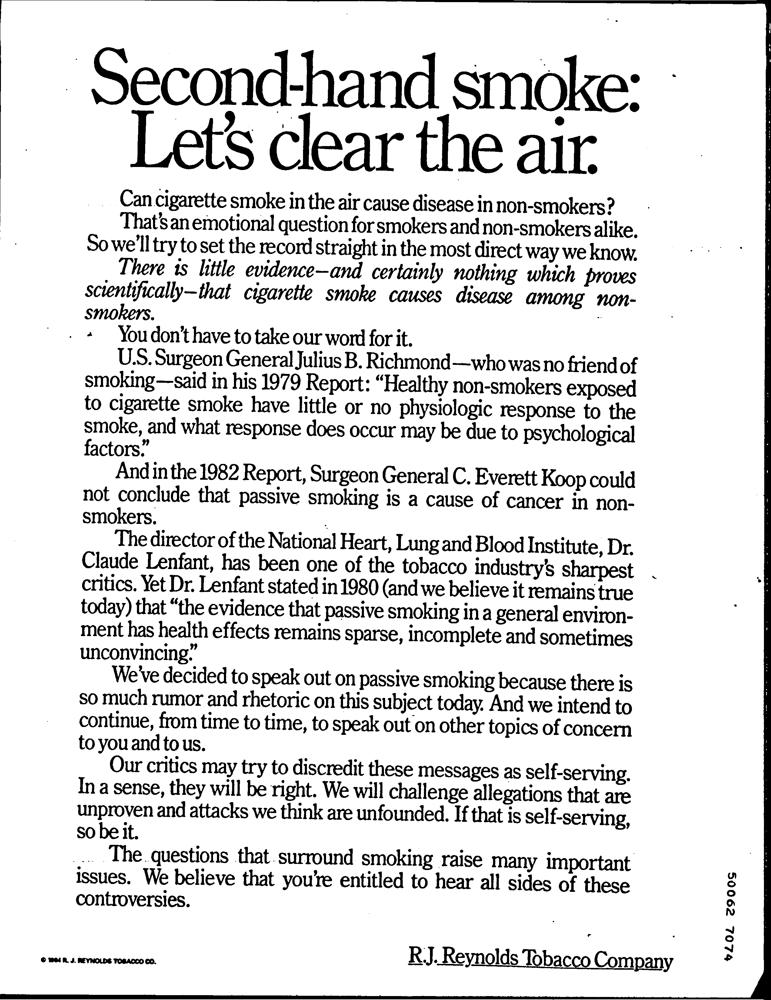 Second-hand smoke:
Let's clear the air.
Can cigarette smoke in the air cause disease in non-smokers?
That's an emotional question for smokers and non-smokers alike.
So we'll try to set the record straight in the most direct way we know.
There is little evidence—and certainly nothing which proves
scientifically—that cigarette smoke causes disease among non-
smokers.
You don't have to take our word for it.
U.S. Surgeon General Julius B. Richmond—who was no friend of
smoking—said in his 1979 Report: “Healthy non-smokers exposed
to cigarette smoke have little or no physiologic response to the
smoke, and what response does occur may be due to psychological
factors.”
And in the 1982 Report, Surgeon General C. Everett Koop could
not conclude that passive smoking is a cause of cancer in non-
smokers.
The director of the National Heart, Lung and Blood Institute, Dr.
Claude Lenfant, has been one of the tobacco industry's sharpest
critics. Yet Dr. Lenfant stated in 1980 (and we believe it remains true
today) that “the evidence that passive smoking in a general environ-
ment has health effects remains sparse, incomplete and sometimes
unconvincing.”
We've decided to speak out on passive smoking because there is
so much rumor and rhetoric on this subject today. And we intend to
continue, from time to time, to speak out on other topics of concern
to you and to us.
Our critics may try to discredit these messages as self-serving.
In a sense, they will be right. We will challenge allegations that are
unproven and attacks we think are unfounded. If that is self-serving,
so be it.
The questions that surround smoking raise many important
issues. We believe that you're entitled to hear all sides of these
controversies.
50062 7074
© 1984 R. J. REYNOLDS TOBACCO CO.
R.J. Reynolds Tobacco Company